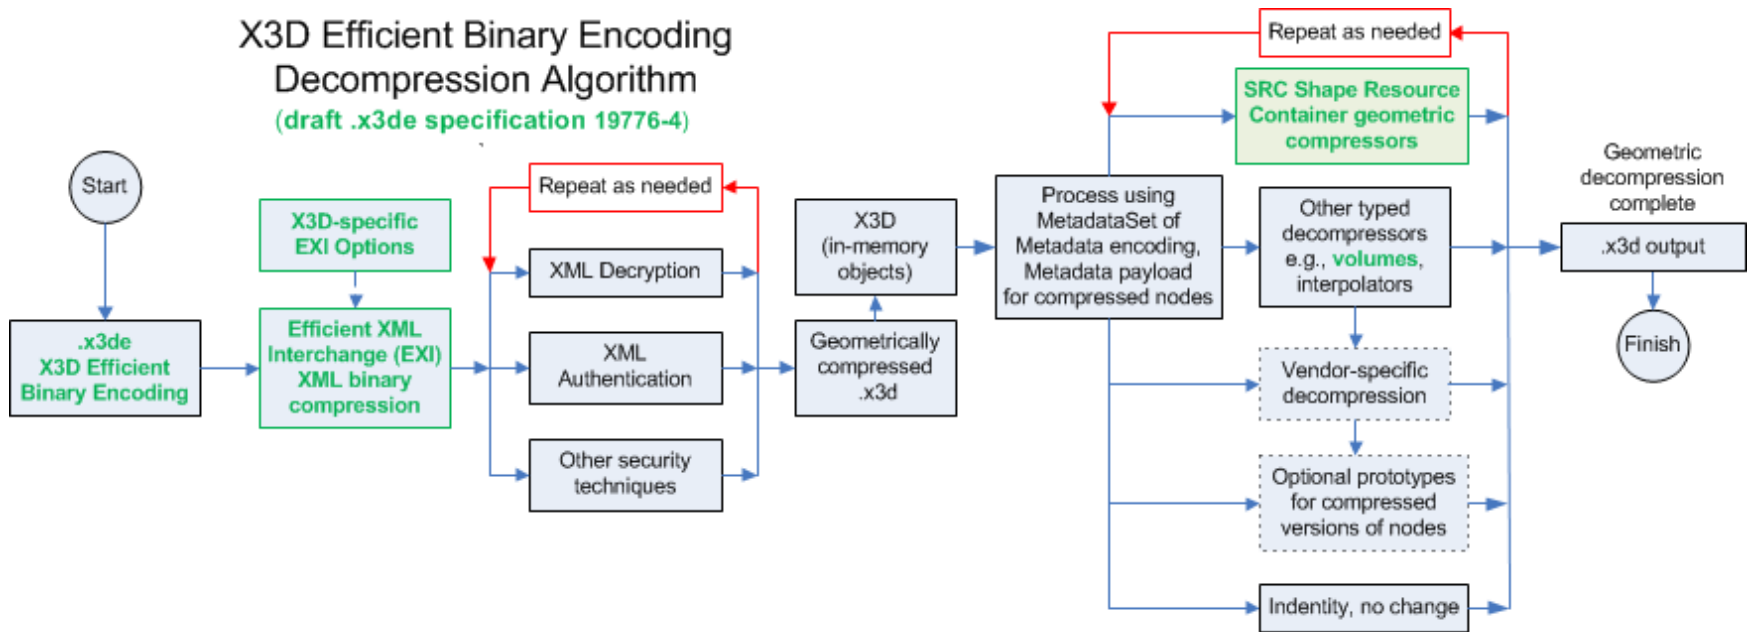 X3D Efficient Binary Encoding
Decompression Algorithm
(draft .x3de specification 19776-4)
Start
.x3de
X3D Efficient
Binary Encoding
X3D-specific
EXI Options
Efficient XML
Interchange (EXI)
XML binary
compression
Repeat as needed
XML Decryption
XML
Authentication
Other security
techniques
X3D
(in-memory
objects)
Geometrically
compressed
.x3d
Process using
MetadataSet of
Metadata encoding,
Metadata payload
for compressed nodes
Repeat as needed
SRC Shape Resource
Container geometric
compressors
Other typed
decompressors
e.g., volumes,
interpolators
Vendor-specific
decompression
Optional prototypes
for compressed
versions of nodes
Indentity, no change
Geometric
decompression
complete
.x3d output
Finish